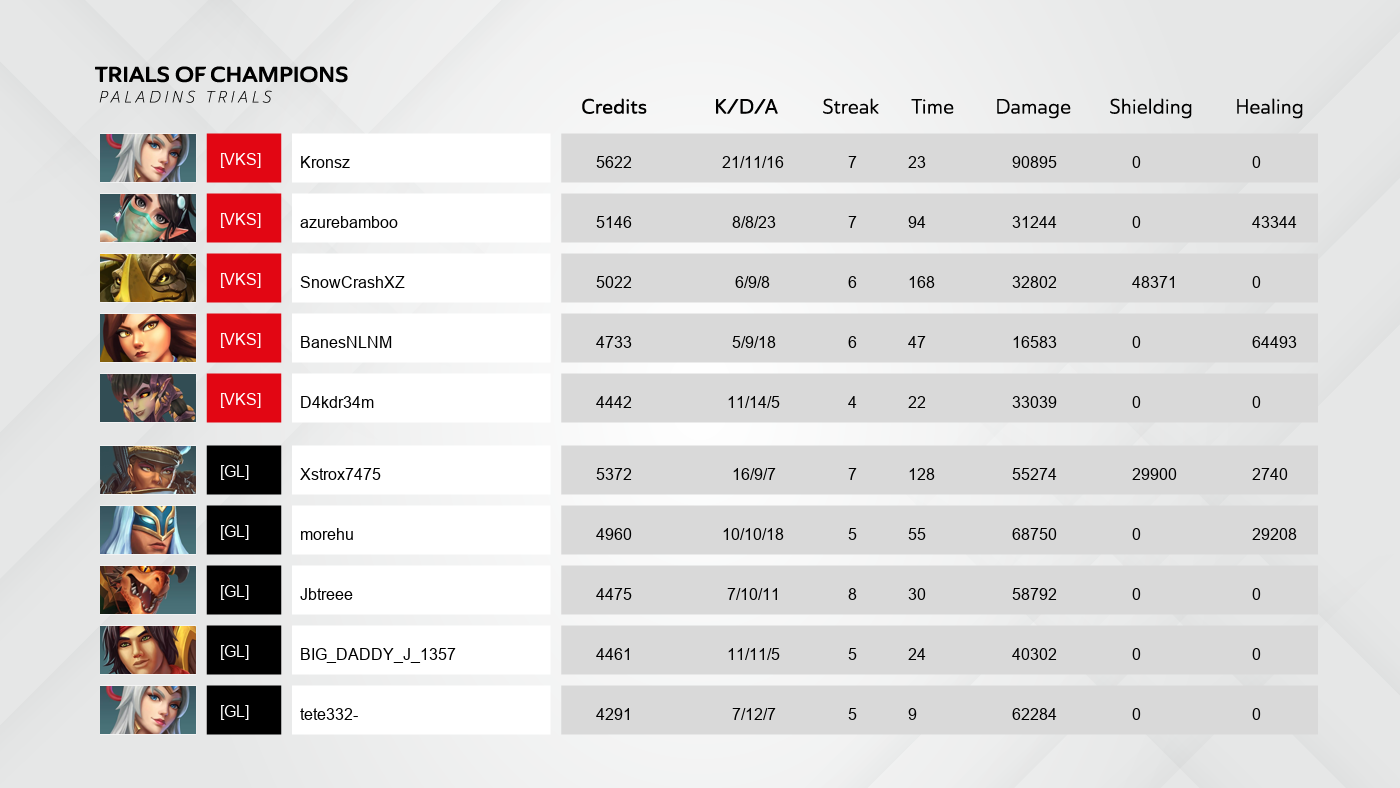 TRIALS OF CHAMPIONS
PALADINS TRIALS
Credits K/D/A Streak Time Damage Shielding Healing
[VKS] Kronsz 5622 21/11/16 7 23 90895 0 0
[VKS] azurebamboo 5146 8/8/23 7 94 31244 0 43344
[VKS] SnowCrashXZ 5022 6/9/8 6 168 32802 48371 0
[VKS] BanesNLNM 4733 5/9/18 6 47 16583 0 64493
[VKS] D4kdr34m 4442 11/14/5 4 22 33039 0 0
[GL] Xstrox7475 5372 16/9/7 7 128 55274 29900 2740
[GL] morehu 4960 10/10/18 5 55 68750 0 29208
[GL] Jbtreee 4475 7/10/11 8 30 58792 0 0
[GL] BIG_DADDY_J_1357 4461 11/11/5 5 24 40302 0 0
[GL] tete332- 4291 7/12/7 5 9 62284 0 0